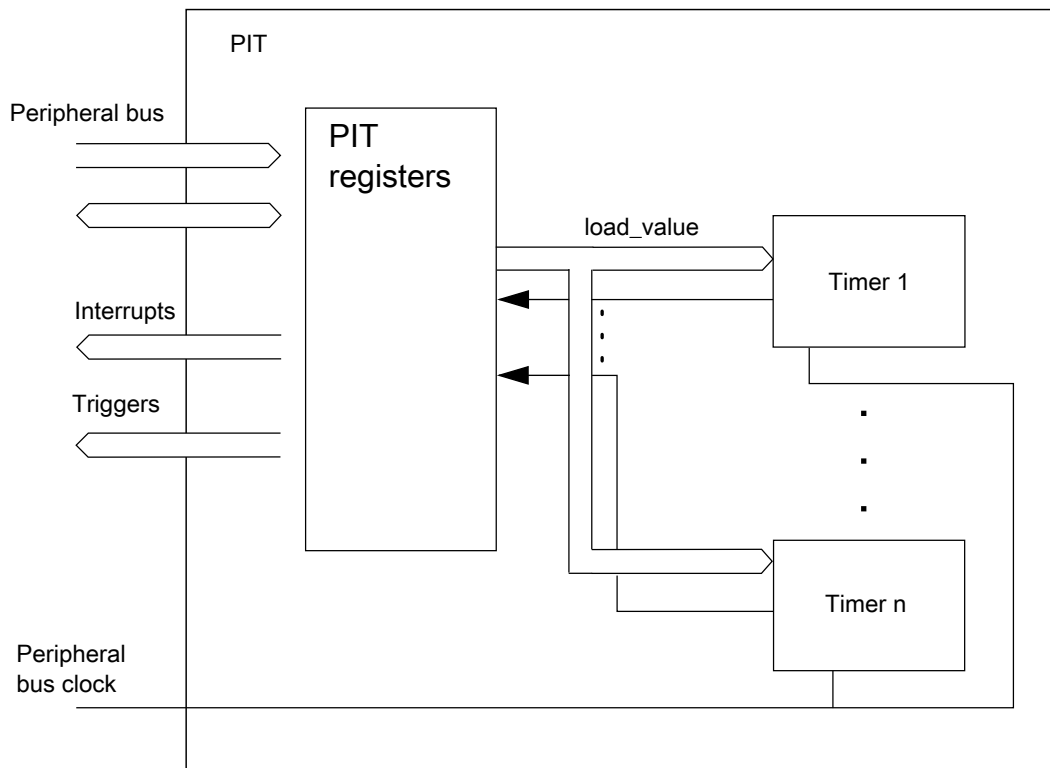 PIT
Peripheral bus
PIT
registers
load_value
Timer 1
Interrupts
Triggers
Timer n
Peripheral
bus clock